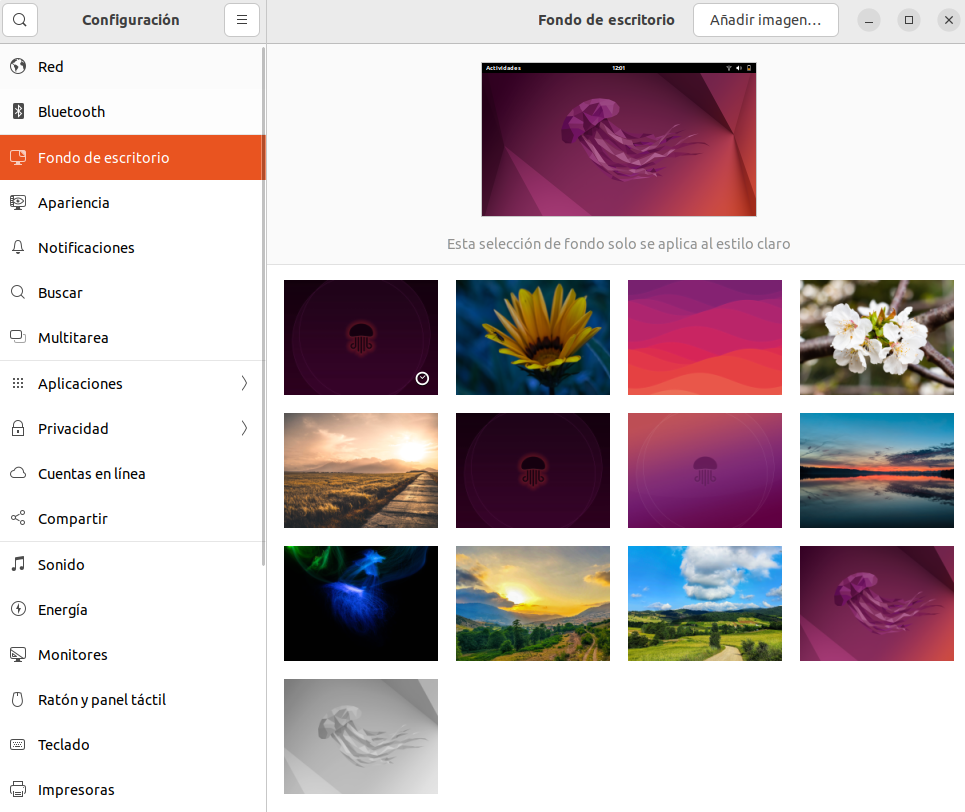 Configuración
Fondo de escritorio
Añadir imagen...
Red
Bluetooth
Fondo de escritorio
Apariencia
Notificaciones
Buscar
Multitarea
Aplicaciones
Privacidad
Cuentas en línea
Compartir
Sonido
Energía
Monitores
Ratón y panel táctil
Teclado
Impresoras
Actividades
12:01
Esta selección de fondo solo se aplica al estilo claro